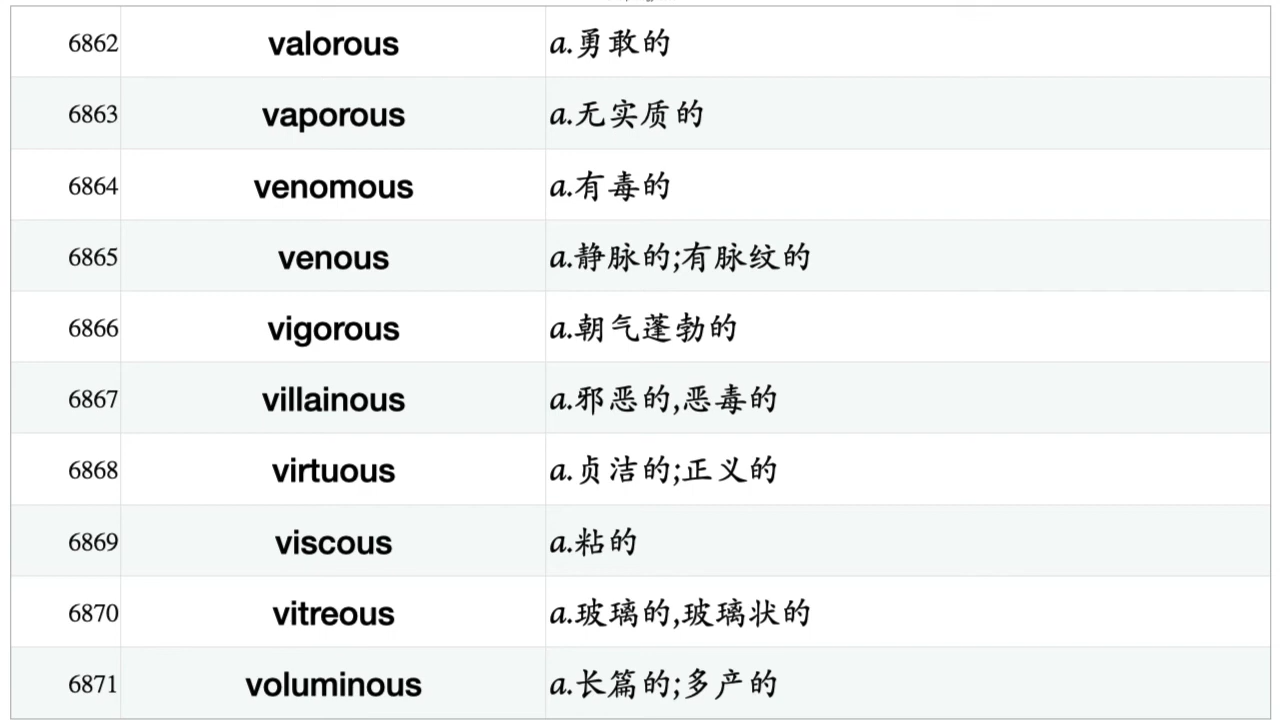 6862 valorous a.勇敢的
6863 vaporous a.无实质的
6864 venomous a.有毒的
6865 venous a.静脉的;有脉纹的
6866 vigorous a.朝气蓬勃的
6867 villainous a.邪恶的,恶毒的
6868 virtuous a.贞洁的;正义的
6869 viscous a.粘的
6870 vitreous a.玻璃的,玻璃状的
6871 voluminous a.长篇的;多产的